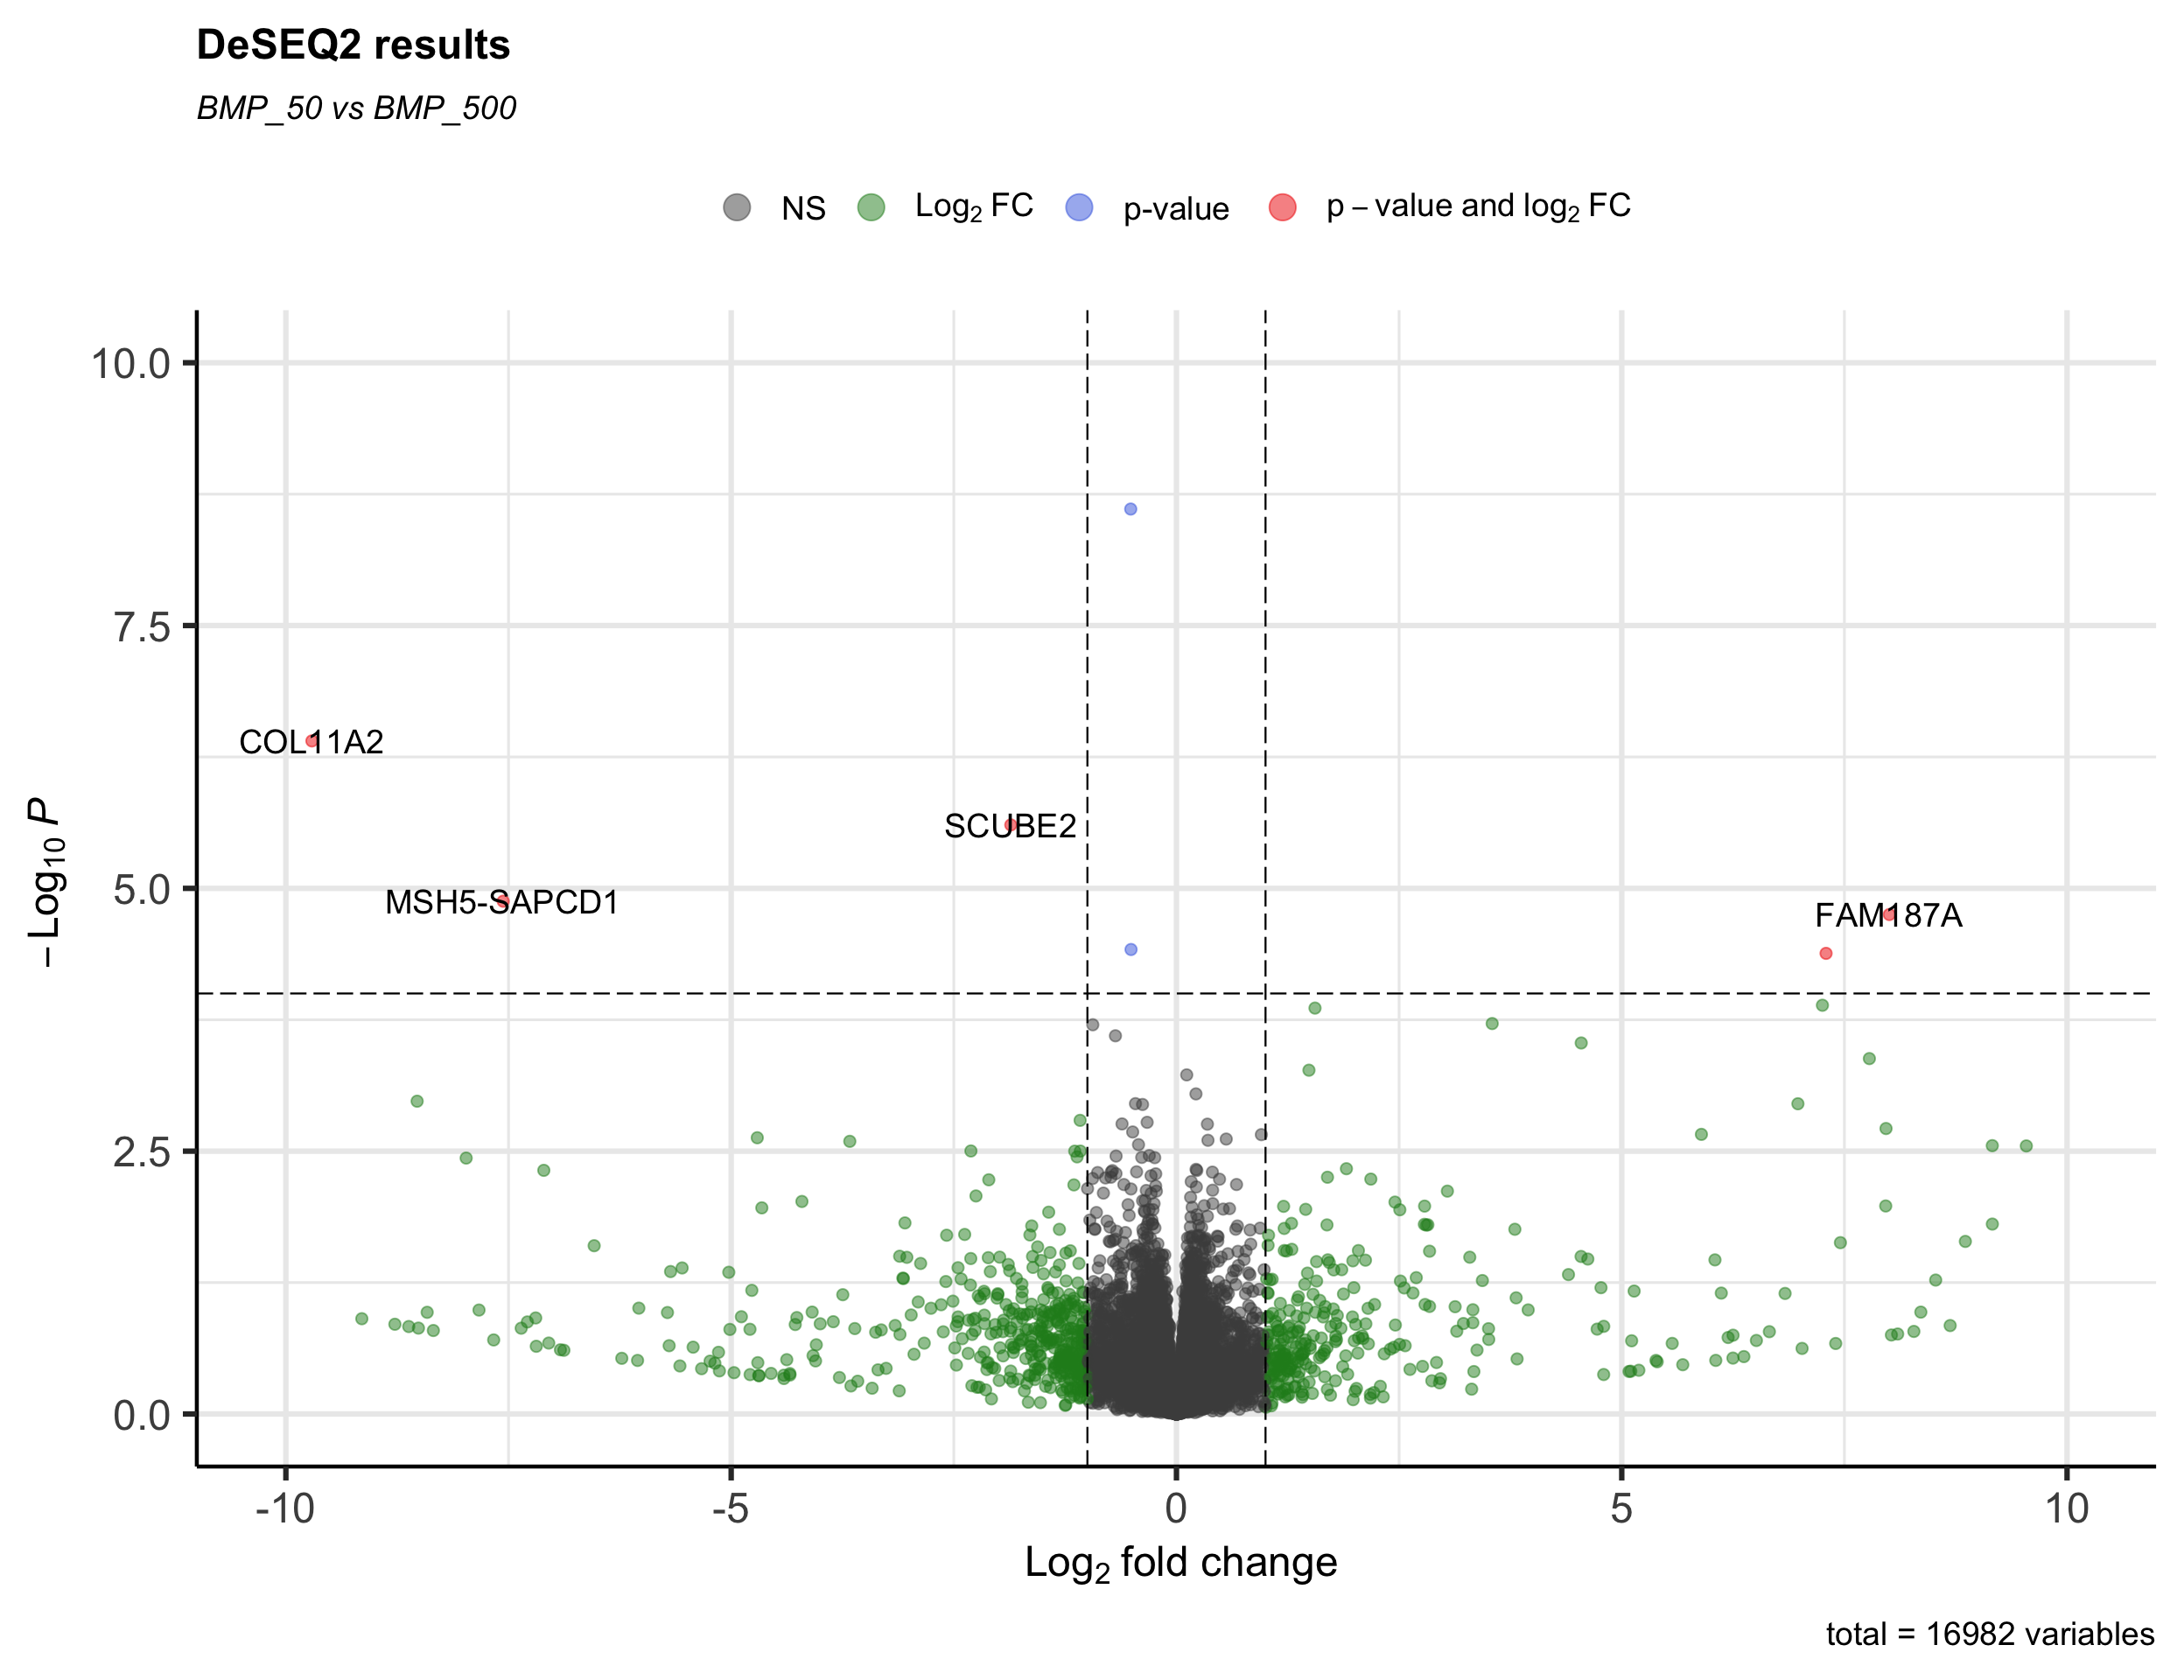 DeSEQ2 results
BMP_50 vs BMP_500
NS Log₂ FC p-value p – value and log₂ FC
10.0
7.5
5.0
2.5
0.0
– Log₁₀ P
COL11A2
SCUBE2
MSH5-SAPCD1
FAM187A
-10 -5 0 5 10
Log₂ fold change
total = 16982 variables